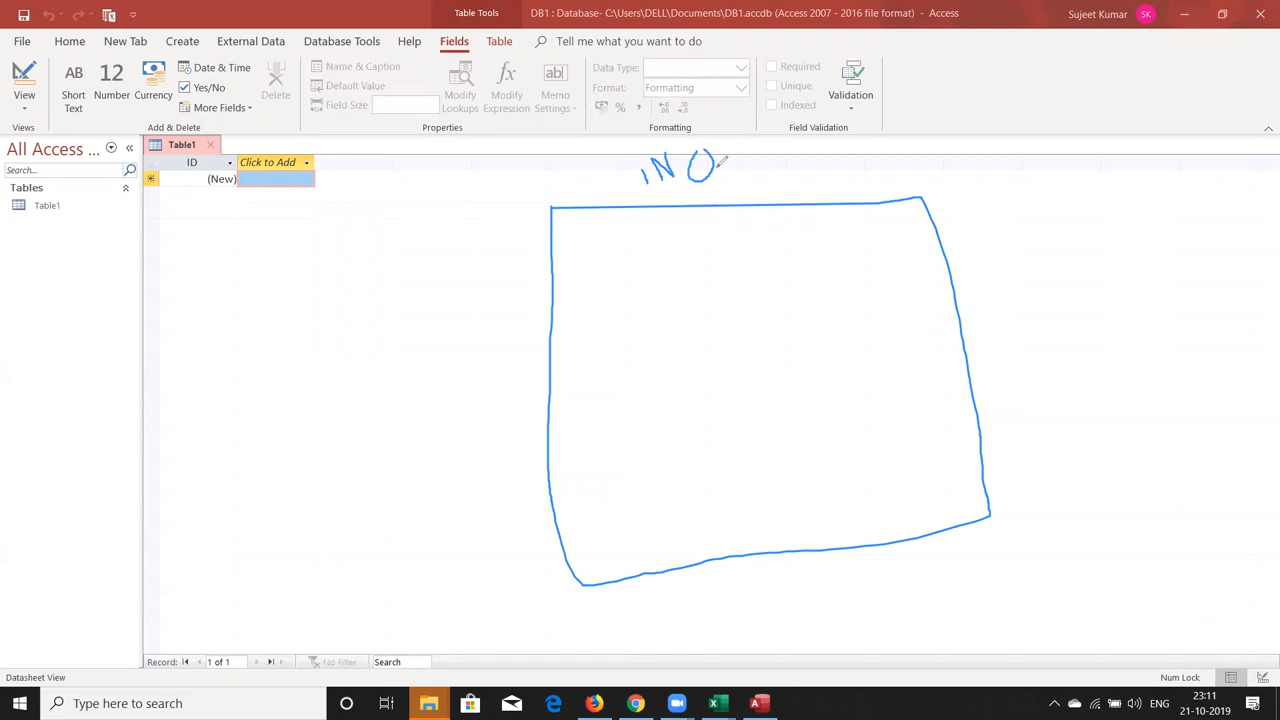 Table Tools
DB1 : Database- C:\Users\DELL\Documents\DB1.accdb (Access 2007 - 2016 file format) - Access
Sujeet Kumar
SK
File Home New Tab Create External Data Database Tools Help Fields Table Tell me what you want to do
View
AB Short Text
12 Number
Currency
Date & Time
Yes/No
More Fields
Delete
Name & Caption
Default Value
Field Size
Modify Lookups
fx Modify Expression
ab Memo Settings
Data Type:
Format: Formatting
%
Required
Unique
Indexed
Validation
Views Add & Delete Properties Formatting Field Validation
All Access ...
Search...
Tables
Table1
Table1
ID Click to Add
(New)
INO
Record: 1 of 1 No Filter Search
Datasheet View
Num Lock
Type here to search
ENG
23:11
21-10-2019